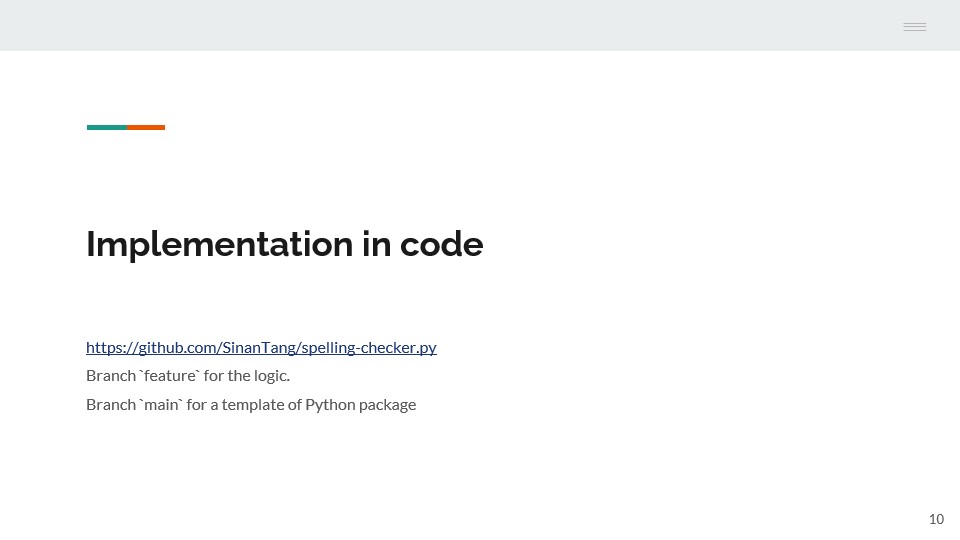 Implementation in code
https://github.com/SinanTang/spelling-checker.py
Branch `feature` for the logic.
Branch `main` for a template of Python package
10